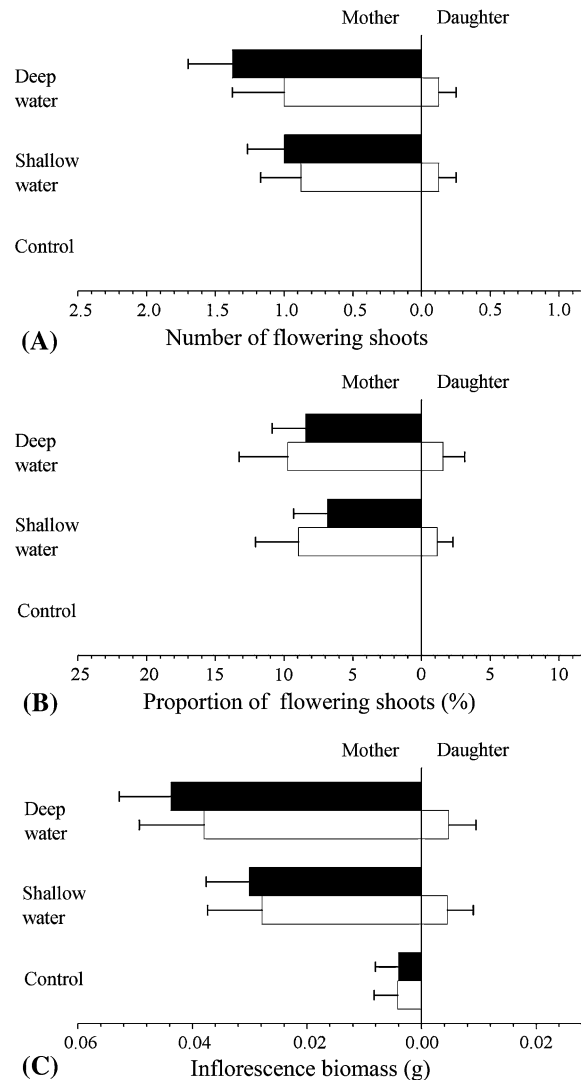 Mother Daughter
Deep
water
Shallow
water
Control
2.5 2.0 1.5 1.0 0.5 0.0 0.5 1.0
(A) Number of flowering shoots
Mother Daughter
Deep
water
Shallow
water
Control
25 20 15 10 5 0 5 10
(B) Proportion of flowering shoots (%)
Mother Daughter
Deep
water
Shallow
water
Control
0.06 0.04 0.02 0.00 0.02
(C) Inflorescence biomass (g)